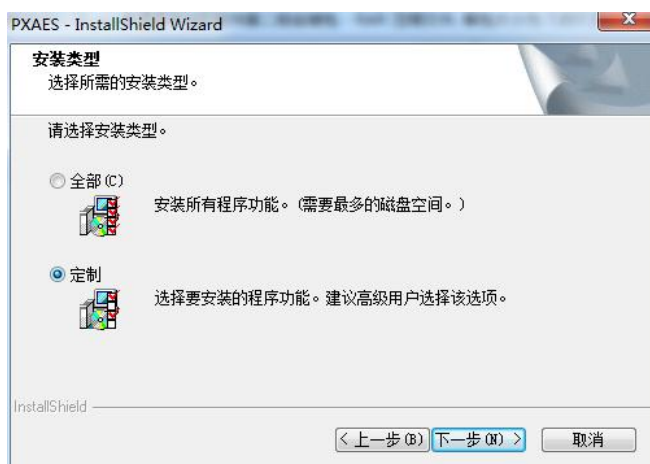 PXAES - InstallShield Wizard
安装类型
选择所需的安装类型。
请选择安装类型。
全部(C)
安装所有程序功能。(需要最多的磁盘空间。)
定制
选择要安装的程序功能。建议高级用户选择该选项。
InstallShield
< 上一步(B) 下一步(N) > 取消